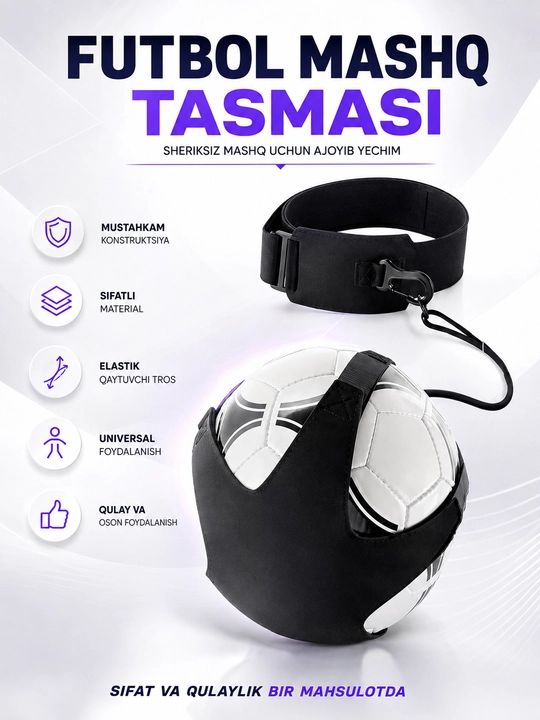 FUTBOL MASHQ
TASMASI
SHERIKSIZ MASHQ UCHUN AJOYIB YECHIM
MUSTAHKAM
KONSTRUKTSIYA
SIFATLI
MATERIAL
ELASTIK
QAYTUVCHI TROS
UNIVERSAL
FOYDALANISH
QULAY VA
OSON FOYDALANISH
SIFAT VA QULAYLIK BIR MAHSULOTDA